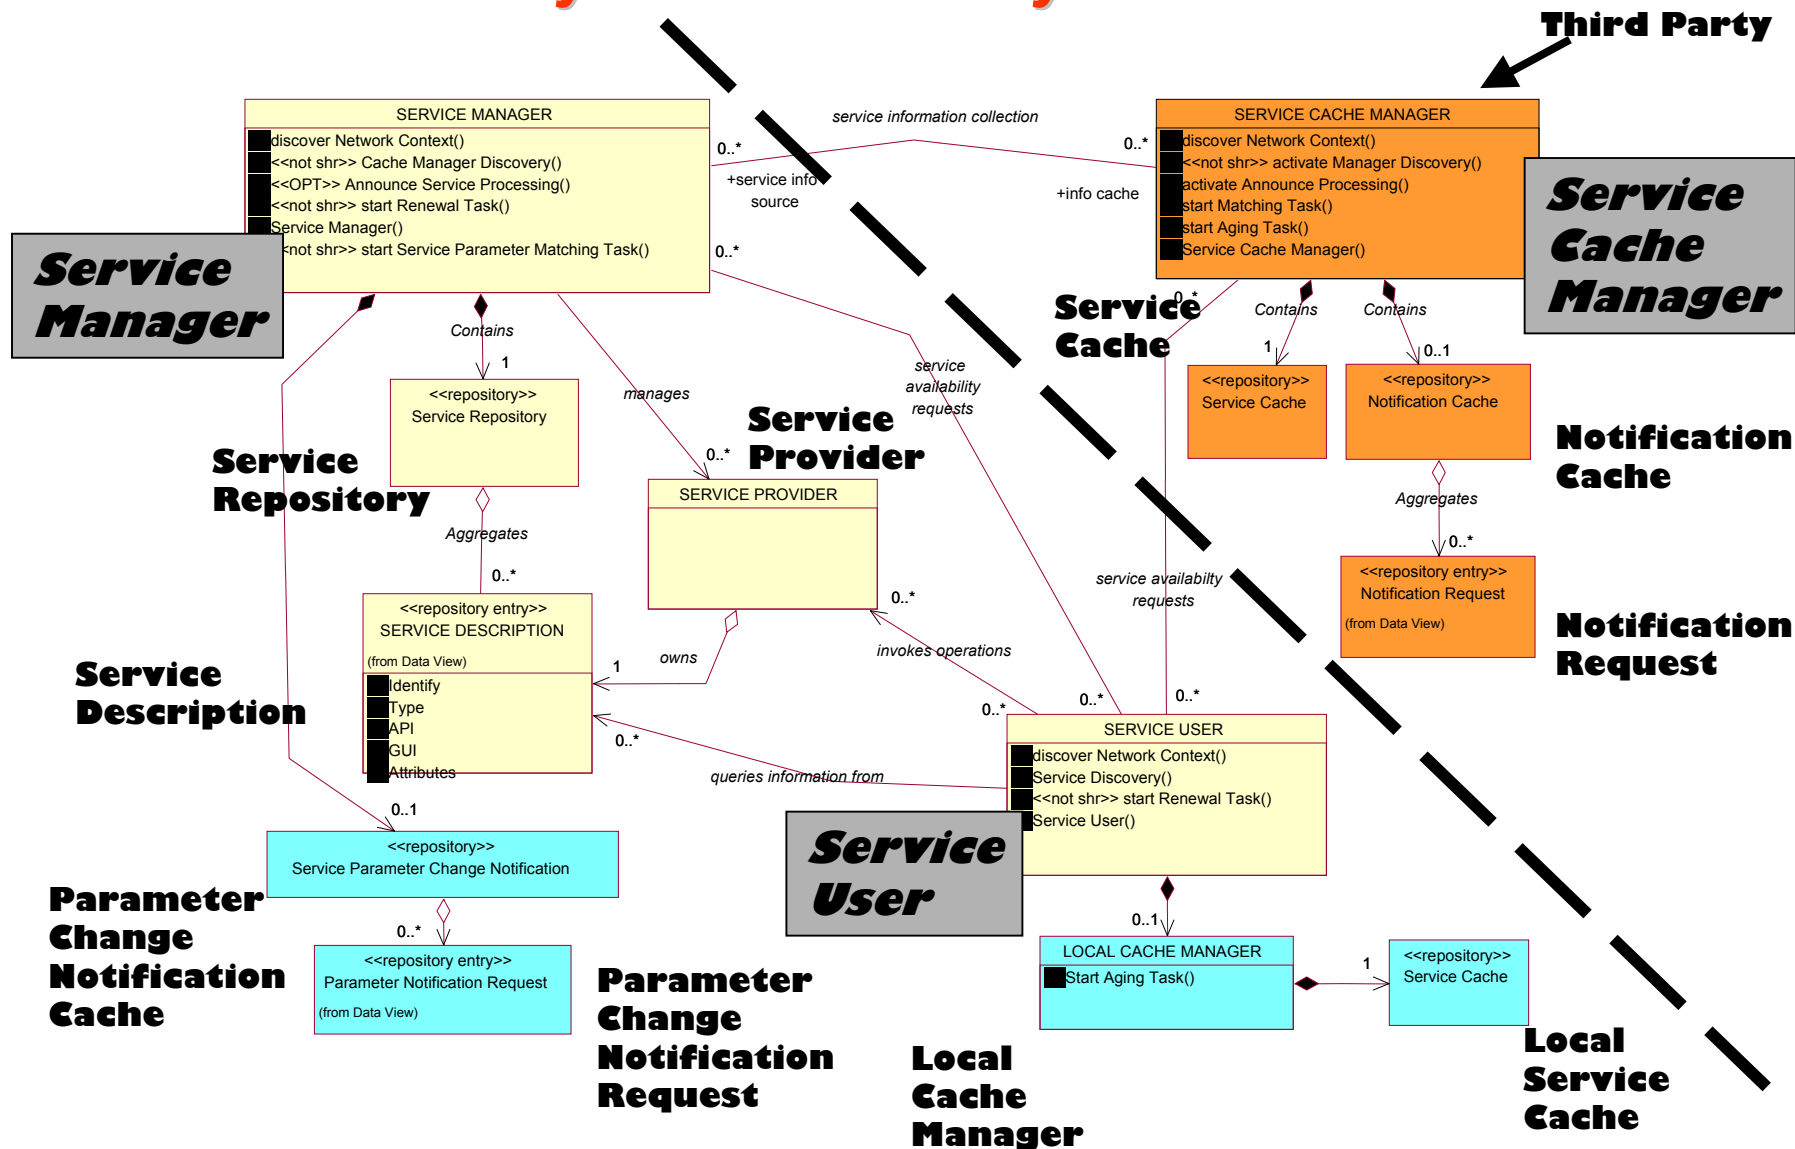 Third Party
SERVICE MANAGER
discover Network Context()
<<not shr>> Cache Manager Discovery()
<<OPT>> Announce Service Processing()
<<not shr>> start Renewal Task()
Service Manager()
<not shr>> start Service Parameter Matching Task()
Service
Manager
service information collection
0..*
0..*
+service info
source
+info cache
0..*
SERVICE CACHE MANAGER
discover Network Context()
<<not shr>> activate Manager Discovery()
activate Announce Processing()
start Matching Task()
start Aging Task()
Service Cache Manager()
Service
Cache
Manager
Contains
1
manages
0..*
service
availability
requests
0..*
Service
Cache
Contains
Contains
1
0..1
<<repository>>
Service Repository
Service
Repository
Service
Provider
<<repository>>
Service Cache
<<repository>>
Notification Cache
Notification
Cache
SERVICE PROVIDER
Aggregates
0..*
Aggregates
0..*
<<repository entry>>
SERVICE DESCRIPTION
(from Data View)
Identify
Type
API
GUI
Attributes
Service
Description
owns
1
0..*
invokes operations
0..*
service availabilty
requests
0..*
0..*
<<repository entry>>
Notification Request
(from Data View)
Notification
Request
0..*
queries information from
SERVICE USER
discover Network Context()
Service Discovery()
<<not shr>> start Renewal Task()
Service User()
Service
User
0..1
<<repository>>
Service Parameter Change Notification
Parameter
Change
Notification
Cache
0..*
<<repository entry>>
Parameter Notification Request
(from Data View)
Parameter
Change
Notification
Request
0..1
LOCAL CACHE MANAGER
Start Aging Task()
1
<<repository>>
Service Cache
Local
Cache
Manager
Local
Service
Cache